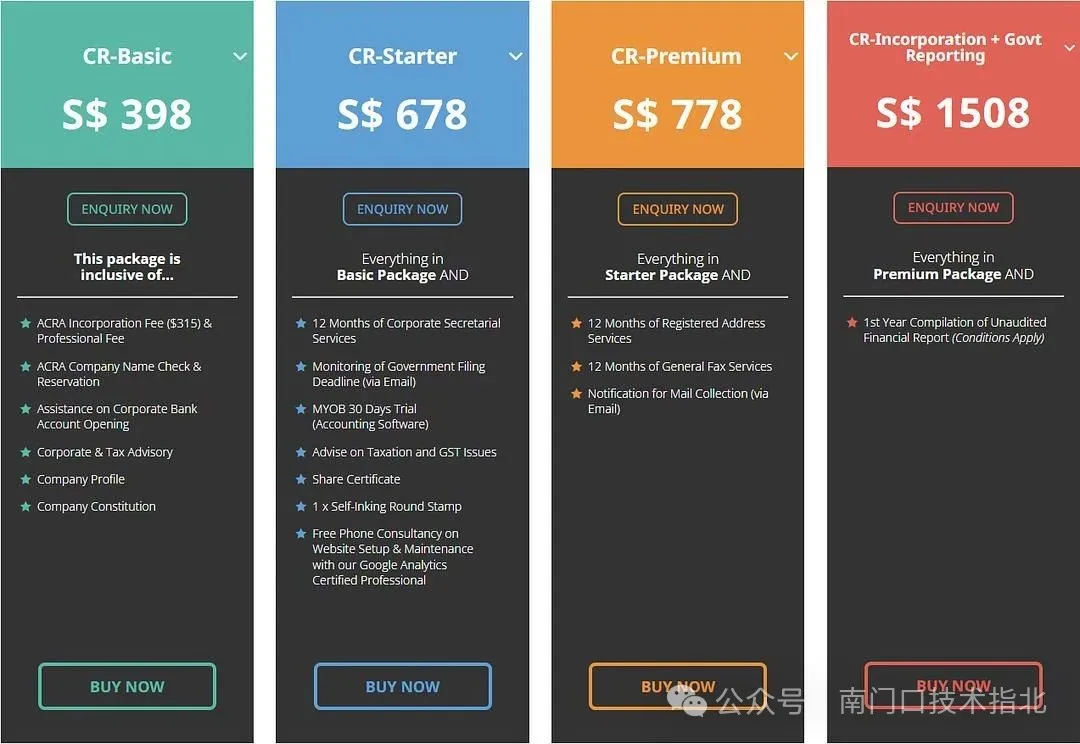 CR-Basic
S$ 398
ENQUIRY NOW
This package is
inclusive of...
ACRA Incorporation Fee ($315) &
Professional Fee
ACRA Company Name Check &
Reservation
Assistance on Corporate Bank
Account Opening
Corporate & Tax Advisory
Company Profile
Company Constitution
BUY NOW
CR-Starter
S$ 678
ENQUIRY NOW
Everything in
Basic Package AND
12 Months of Corporate Secretarial
Services
Monitoring of Government Filing
Deadline (via Email)
MYOB 30 Days Trial
(Accounting Software)
Advise on Taxation and GST Issues
Share Certificate
1 x Self-Inking Round Stamp
Free Phone Consultancy on
Website Setup & Maintenance
with our Google Analytics
Certified Professional
BUY NOW
CR-Premium
S$ 778
ENQUIRY NOW
Everything in
Starter Package AND
12 Months of Registered Address
Services
12 Months of General Fax Services
Notification for Mail Collection (via
Email)
BUY NOW
CR-Incorporation + Govt
Reporting
S$ 1508
ENQUIRY NOW
Everything in
Premium Package AND
1st Year Compilation of Unaudited
Financial Report (Conditions Apply)
BUY NOW
公众号 南门口技术指北